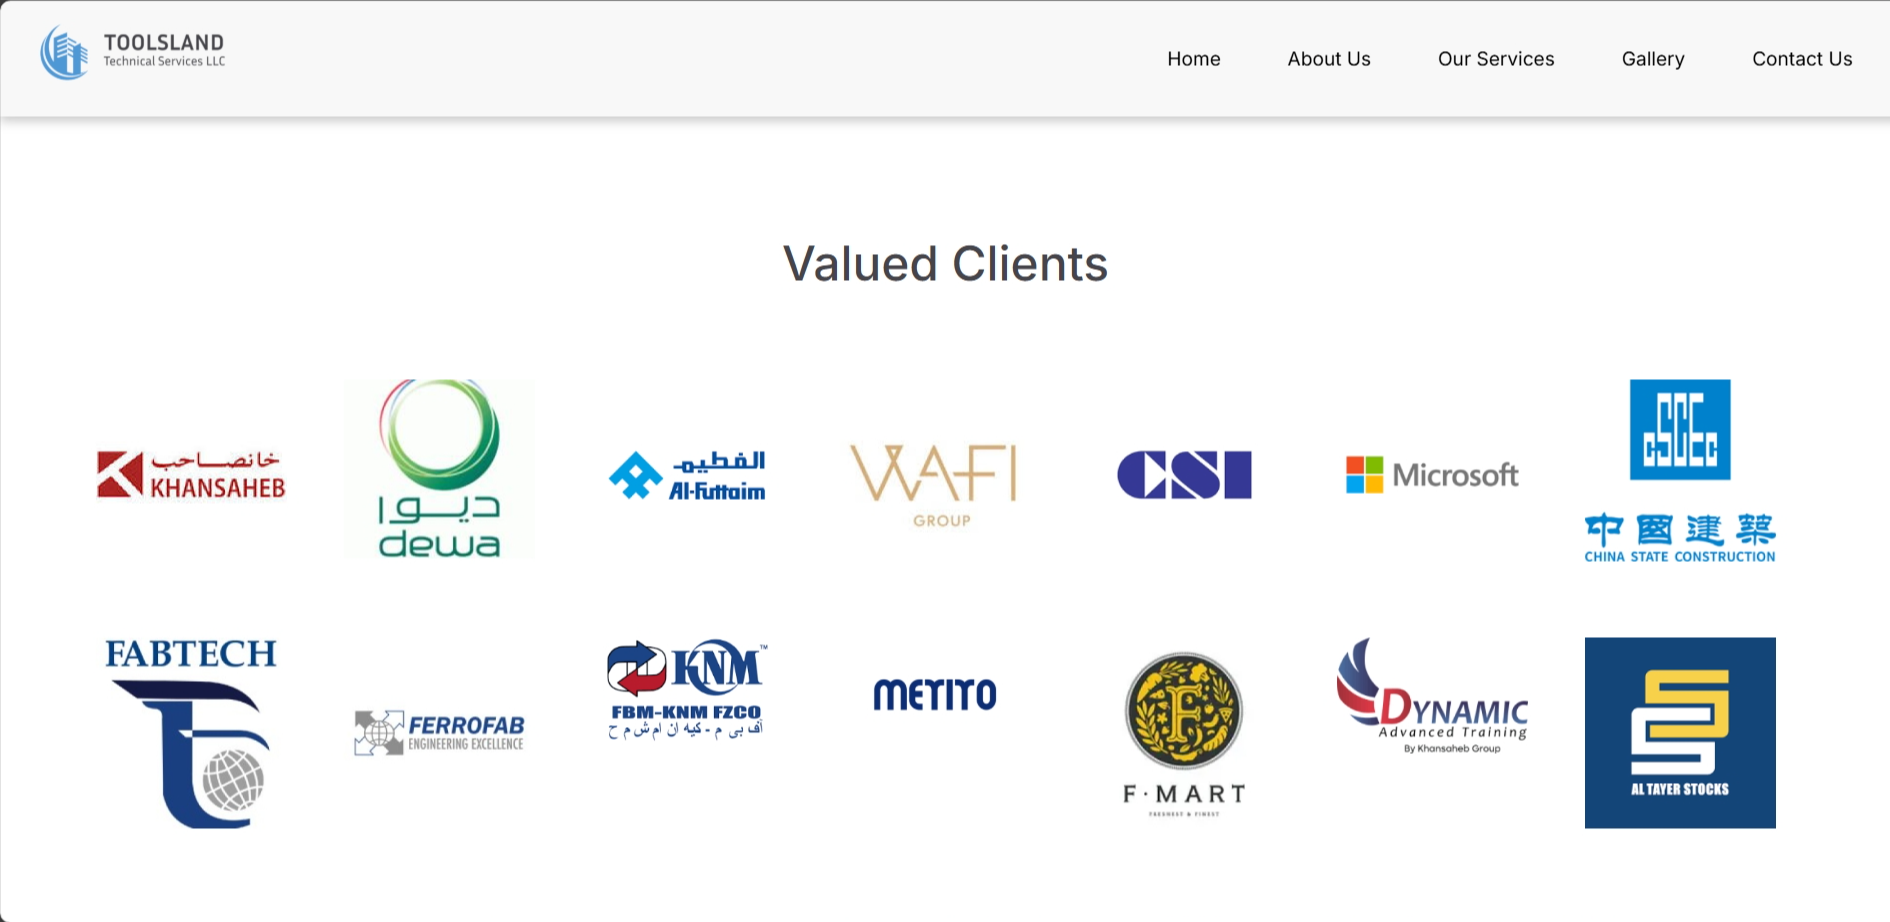 TOOLSLAND
Technical Services LLC
Home
About Us
Our Services
Gallery
Contact Us
Valued Clients
خانصاحب
KHANSAHEB
ديوا
dewa
الفطيم
Al-Futtaim
WAFI
GROUP
CSI
Microsoft
CSCEC
中國建築
CHINA STATE CONSTRUCTION
FABTECH
FERROFAB
ENGINEERING EXCELLENCE
KNM™
FBM-KNM FZCO
أف بى م - كيه ان ام ش م ح
METITO
F
F·MART
FRESHEST & FINEST
DYNAMIC
Advanced Training
By Khansaheb Group
AL TAYER STOCKS